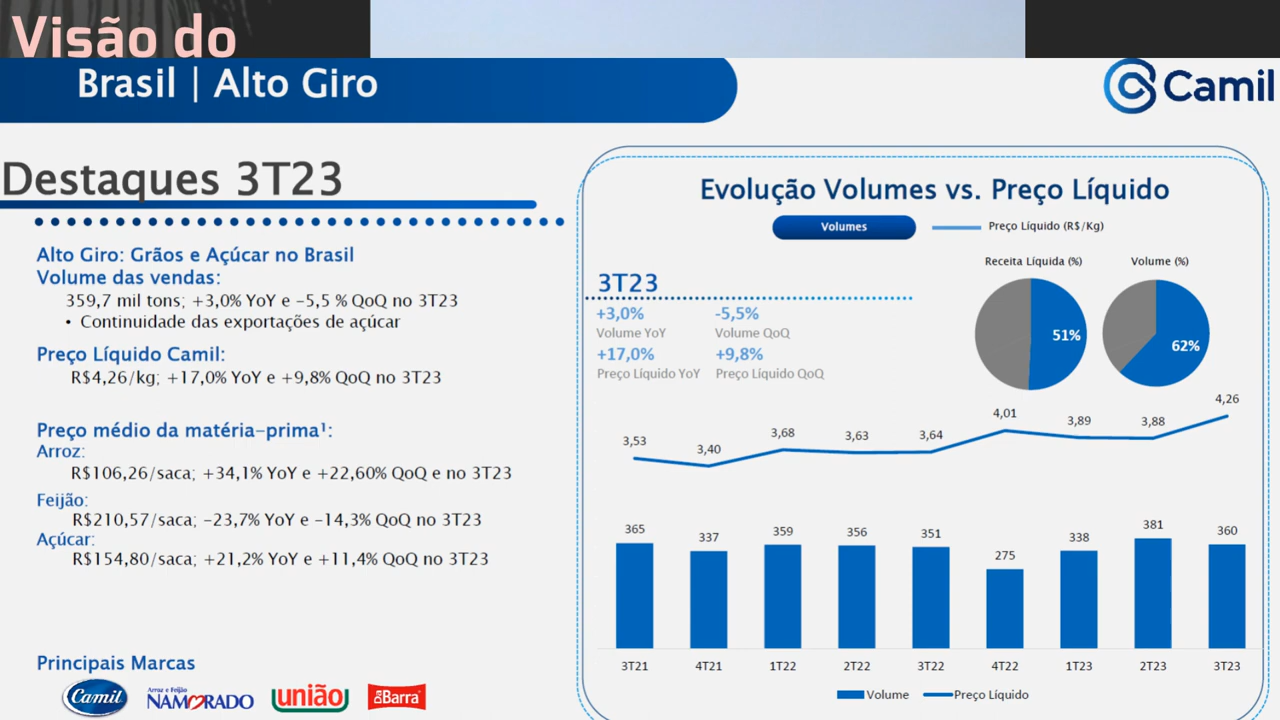 Visão do
Brasil | Alto Giro
Camil
Destaques 3T23
Alto Giro: Grãos e Açúcar no Brasil
Volume das vendas:
359,7 mil tons; +3,0% YoY e -5,5 % QoQ no 3T23
• Continuidade das exportações de açúcar
Preço Líquido Camil:
R$4,26/kg; +17,0% YoY e +9,8% QoQ no 3T23
Preço médio da matéria-prima¹:
Arroz:
R$106,26/saca; +34,1% YoY e +22,60% QoQ e no 3T23
Feijão:
R$210,57/saca; -23,7% YoY e -14,3% QoQ no 3T23
Açúcar:
R$154,80/saca; +21,2% YoY e +11,4% QoQ no 3T23
Principais Marcas
Camil
Arroz e Feijão
NAMORADO
união
DaBarra
Evolução Volumes vs. Preço Líquido
Volumes
Preço Líquido (R$/Kg)
3T23
+3,0% -5,5%
Volume YoY Volume QoQ
+17,0% +9,8%
Preço Líquido YoY Preço Líquido QoQ
Receita Líquida (%) Volume (%)
51% 62%
3,53 3,40 3,68 3,63 3,64 4,01 3,89 3,88 4,26
365 337 359 356 351 275 338 381 360
3T21 4T21 1T22 2T22 3T22 4T22 1T23 2T23 3T23
Volume Preço Líquido